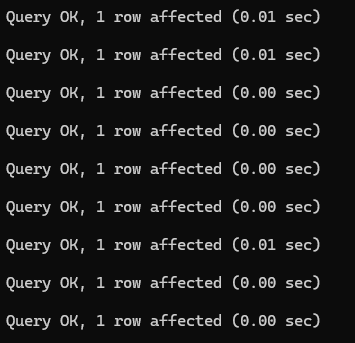 Query OK, 1 row affected (0.01 sec)
Query OK, 1 row affected (0.01 sec)
Query OK, 1 row affected (0.00 sec)
Query OK, 1 row affected (0.00 sec)
Query OK, 1 row affected (0.00 sec)
Query OK, 1 row affected (0.00 sec)
Query OK, 1 row affected (0.01 sec)
Query OK, 1 row affected (0.00 sec)
Query OK, 1 row affected (0.00 sec)